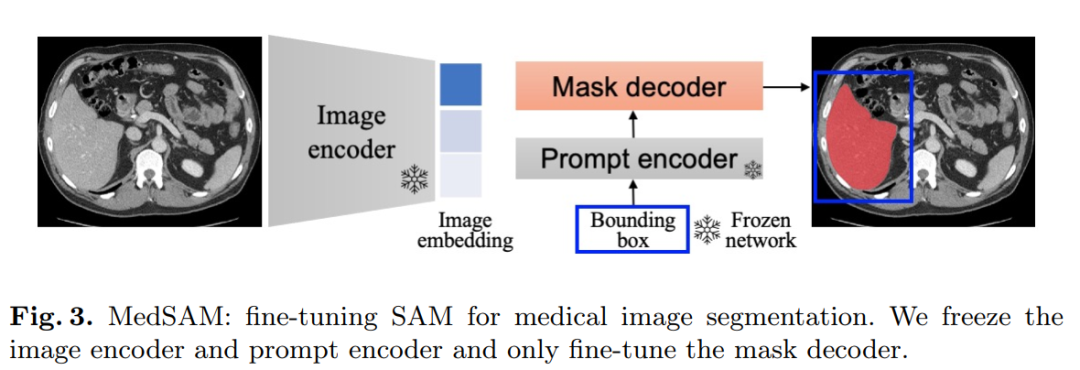 Image
encoder
Image
embedding
Mask decoder
Prompt encoder
Bounding
box
Frozen
network
Fig. 3. MedSAM: fine-tuning SAM for medical image segmentation. We freeze the
image encoder and prompt encoder and only fine-tune the mask decoder.